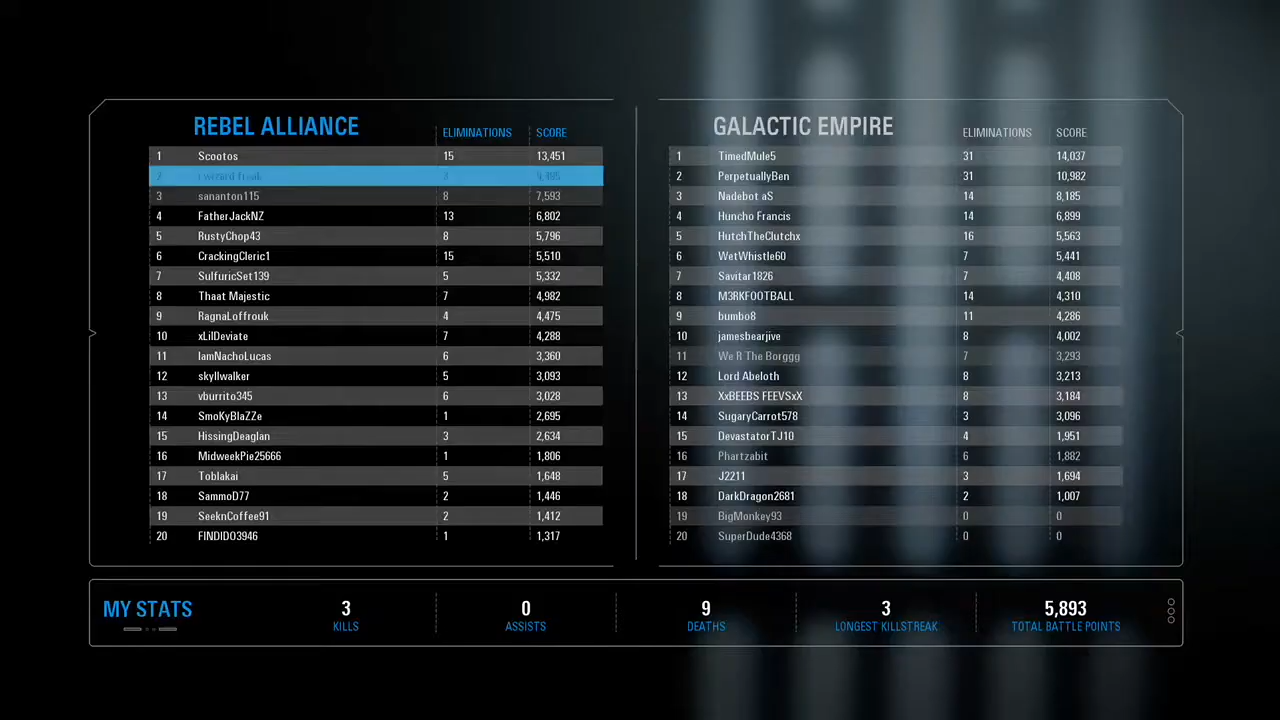 REBEL ALLIANCE ELIMINATIONS SCORE
1 Scootos 15 13,451
2 i wizard freak 3 9,485
3 sananton115 8 7,593
4 FatherJackNZ 13 6,802
5 RustyChop43 8 5,796
6 CrackingCleric1 15 5,510
7 SulfuricSet139 5 5,332
8 Thaat Majestic 7 4,982
9 RagnaLoffrouk 4 4,475
10 xLilDeviate 7 4,288
11 IamNachoLucas 6 3,360
12 skyllwalker 5 3,093
13 vburrito345 6 3,028
14 SmoKyBlaZZe 1 2,695
15 HissingDeaglan 3 2,634
16 MidweekPie25666 1 1,806
17 Toblakai 5 1,648
18 SammoD77 2 1,446
19 SeeknCoffee91 2 1,412
20 FINDIDO3946 1 1,317
GALACTIC EMPIRE ELIMINATIONS SCORE
1 TimedMule5 31 14,037
2 PerpetuallyBen 31 10,982
3 Nadebot aS 14 8,185
4 Huncho Francis 14 6,899
5 HutchTheClutchx 16 5,563
6 WetWhistle60 7 5,441
7 Savitar1826 7 4,408
8 M3RKFOOTBALL 14 4,310
9 bumbo8 11 4,286
10 jamesbearjive 8 4,002
11 We R The Borggg 7 3,293
12 Lord Abeloth 8 3,213
13 XxBEEBS FEEVSxX 8 3,184
14 SugaryCarrot578 3 3,096
15 DevastatorTJ10 4 1,951
16 Phartzabit 6 1,882
17 J2211 3 1,694
18 DarkDragon2681 2 1,007
19 BigMonkey93 0 0
20 SuperDude4368 0 0
MY STATS
3 0 9 3 5,893
KILLS ASSISTS DEATHS LONGEST KILLSTREAK TOTAL BATTLE POINTS